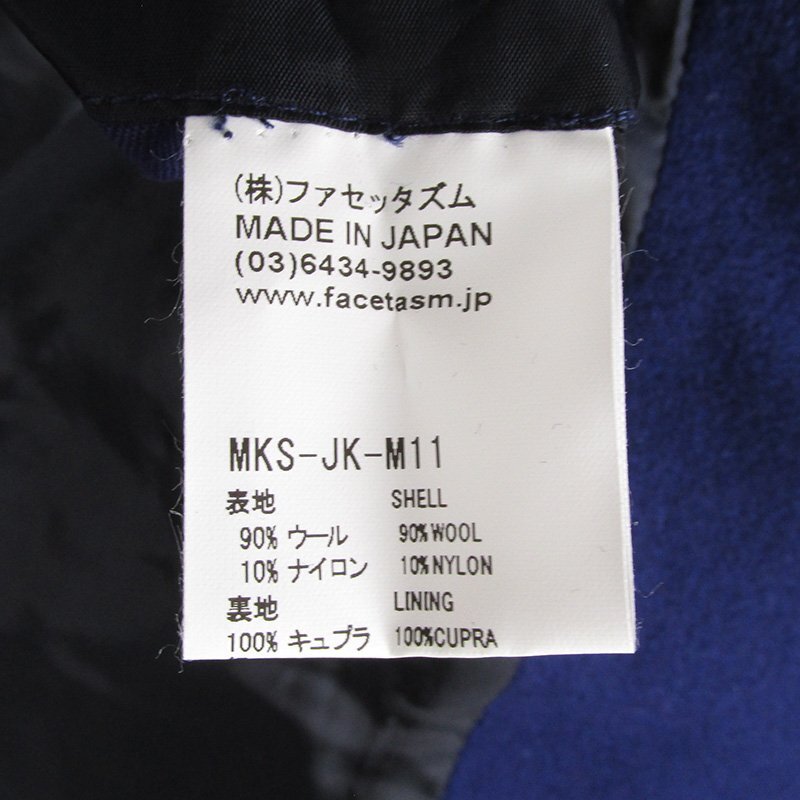 (株)ファセッタズム
MADE IN JAPAN
(03)6434-9893
www.facetasm.jp
MKS-JK-M11
表地 SHELL
90% ウール 90%WOOL
10% ナイロン 10%NYLON
裏地 LINING
100% キュプラ 100%CUPRA